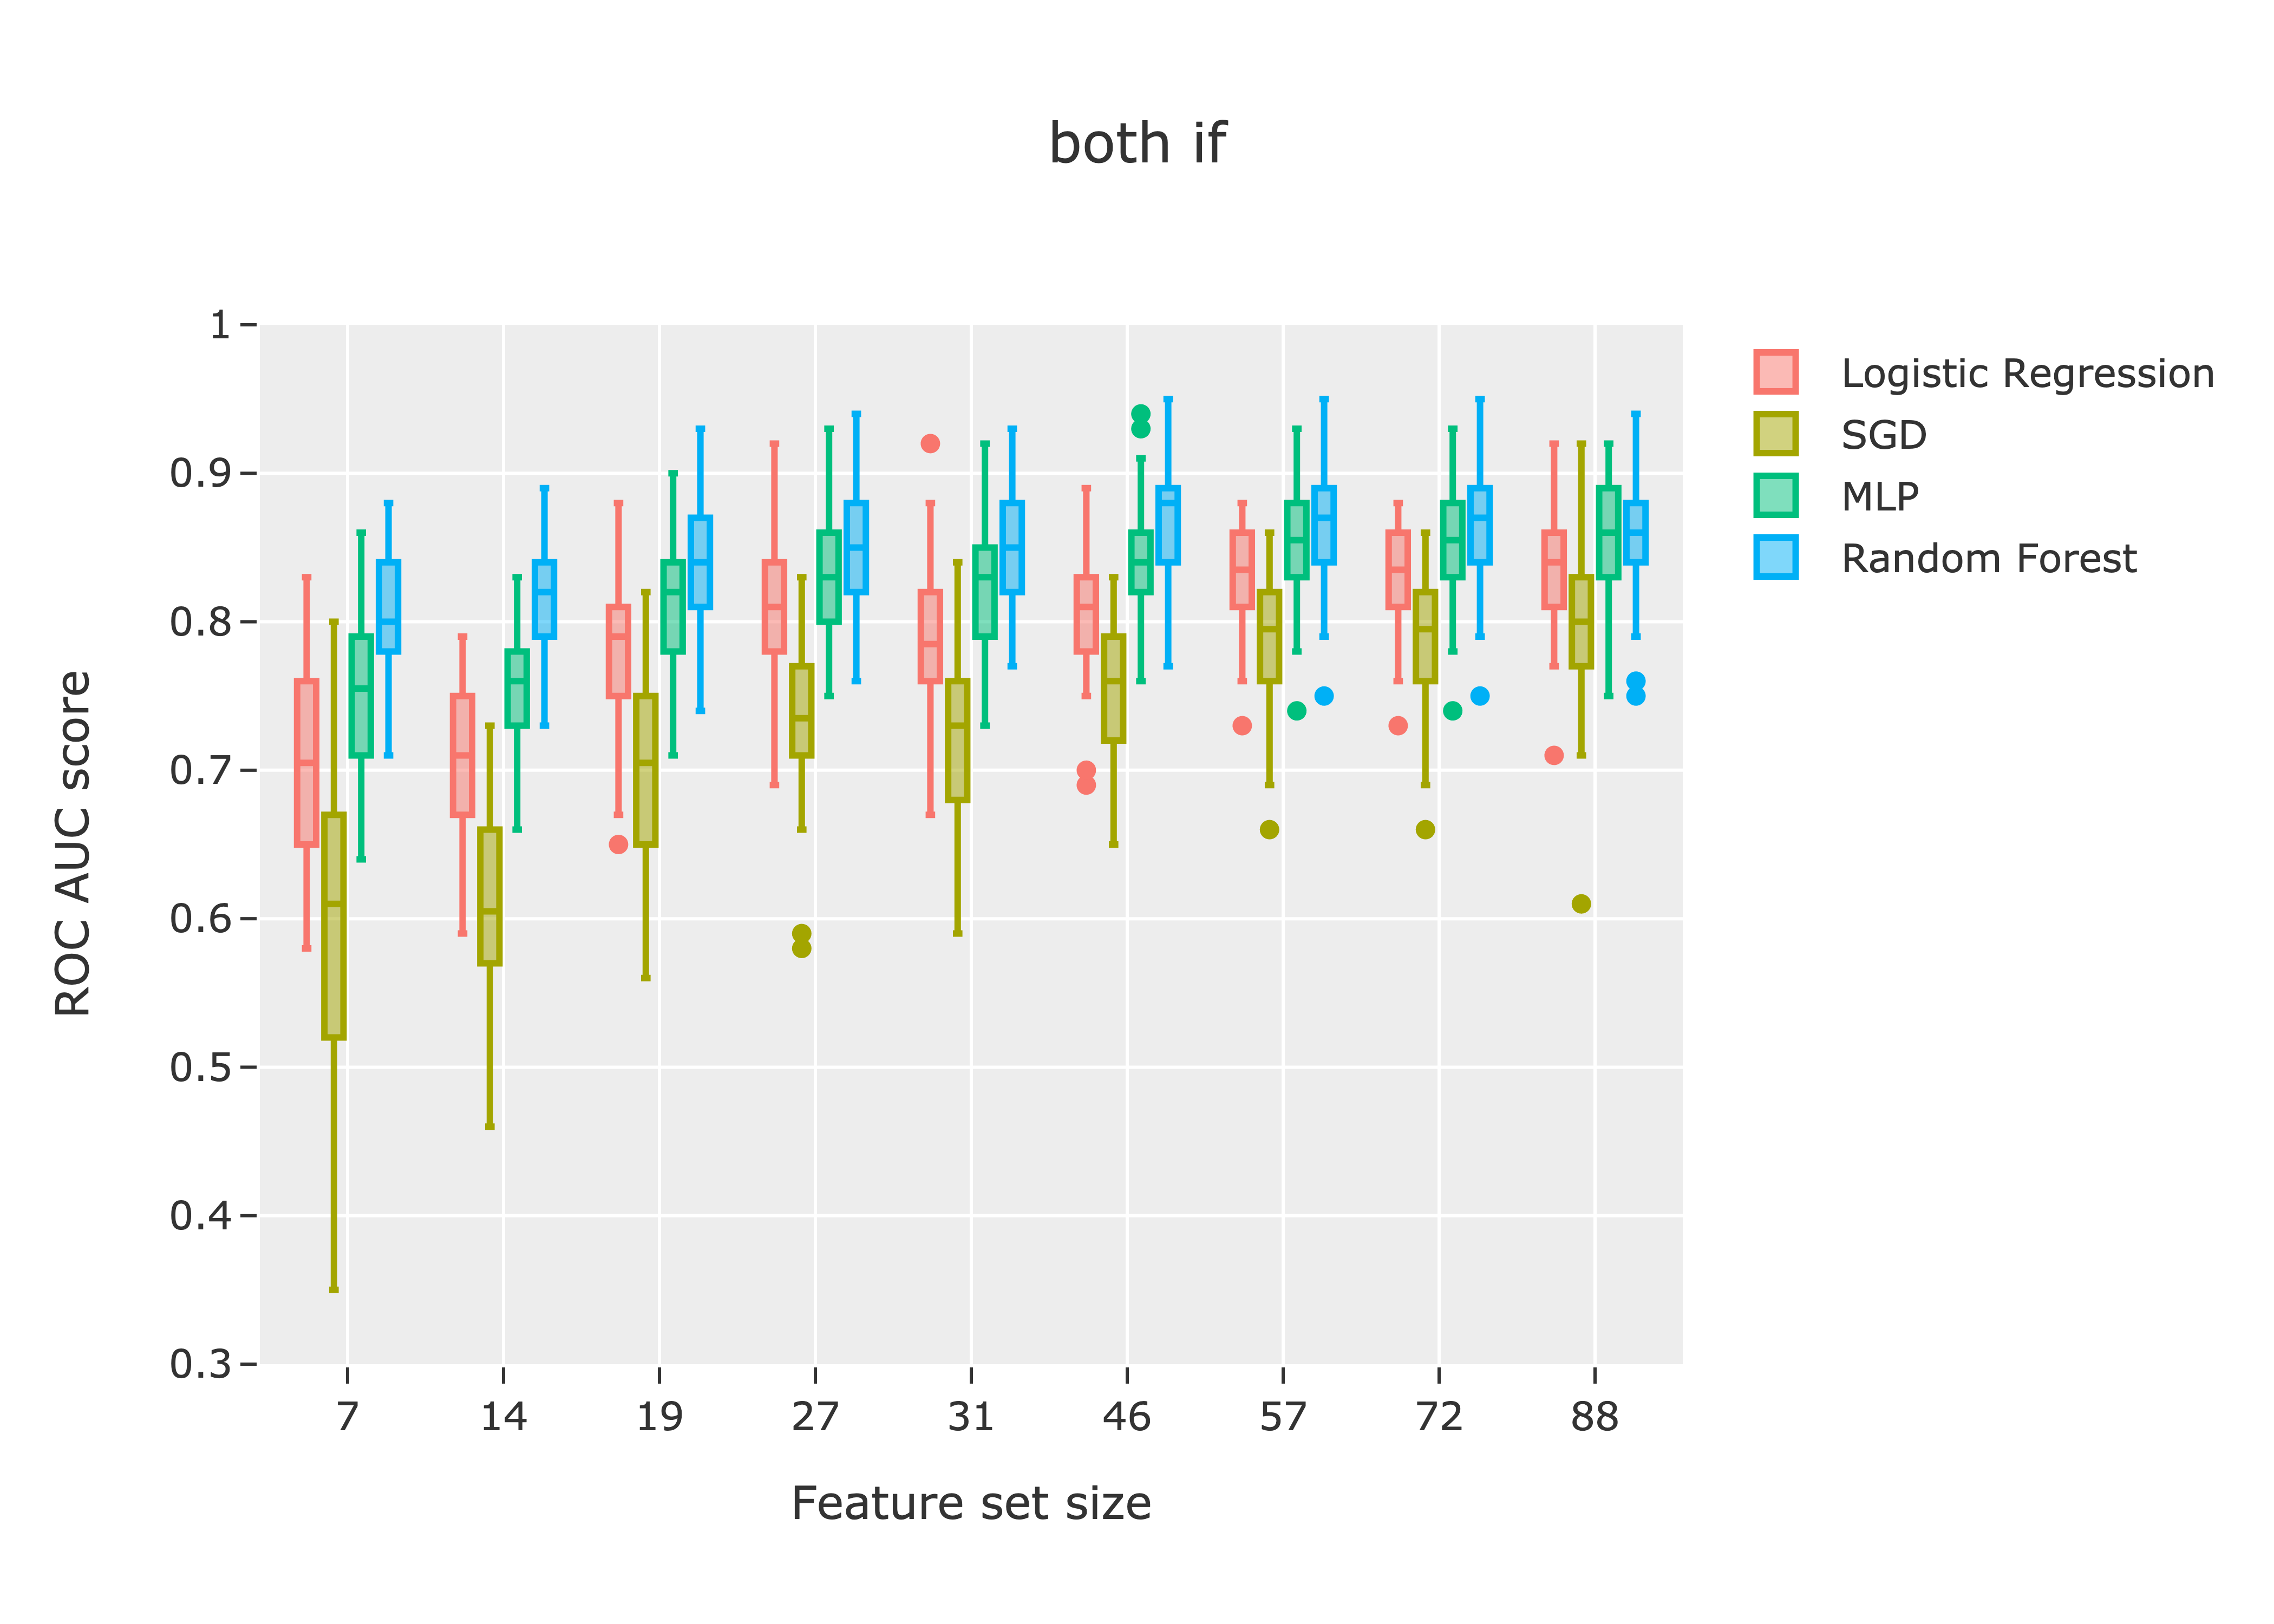 both if
1
0.9
0.8
0.7
0.6
0.5
0.4
0.3
ROC AUC score
7 14 19 27 31 46 57 72 88
Feature set size
Logistic Regression
SGD
MLP
Random Forest